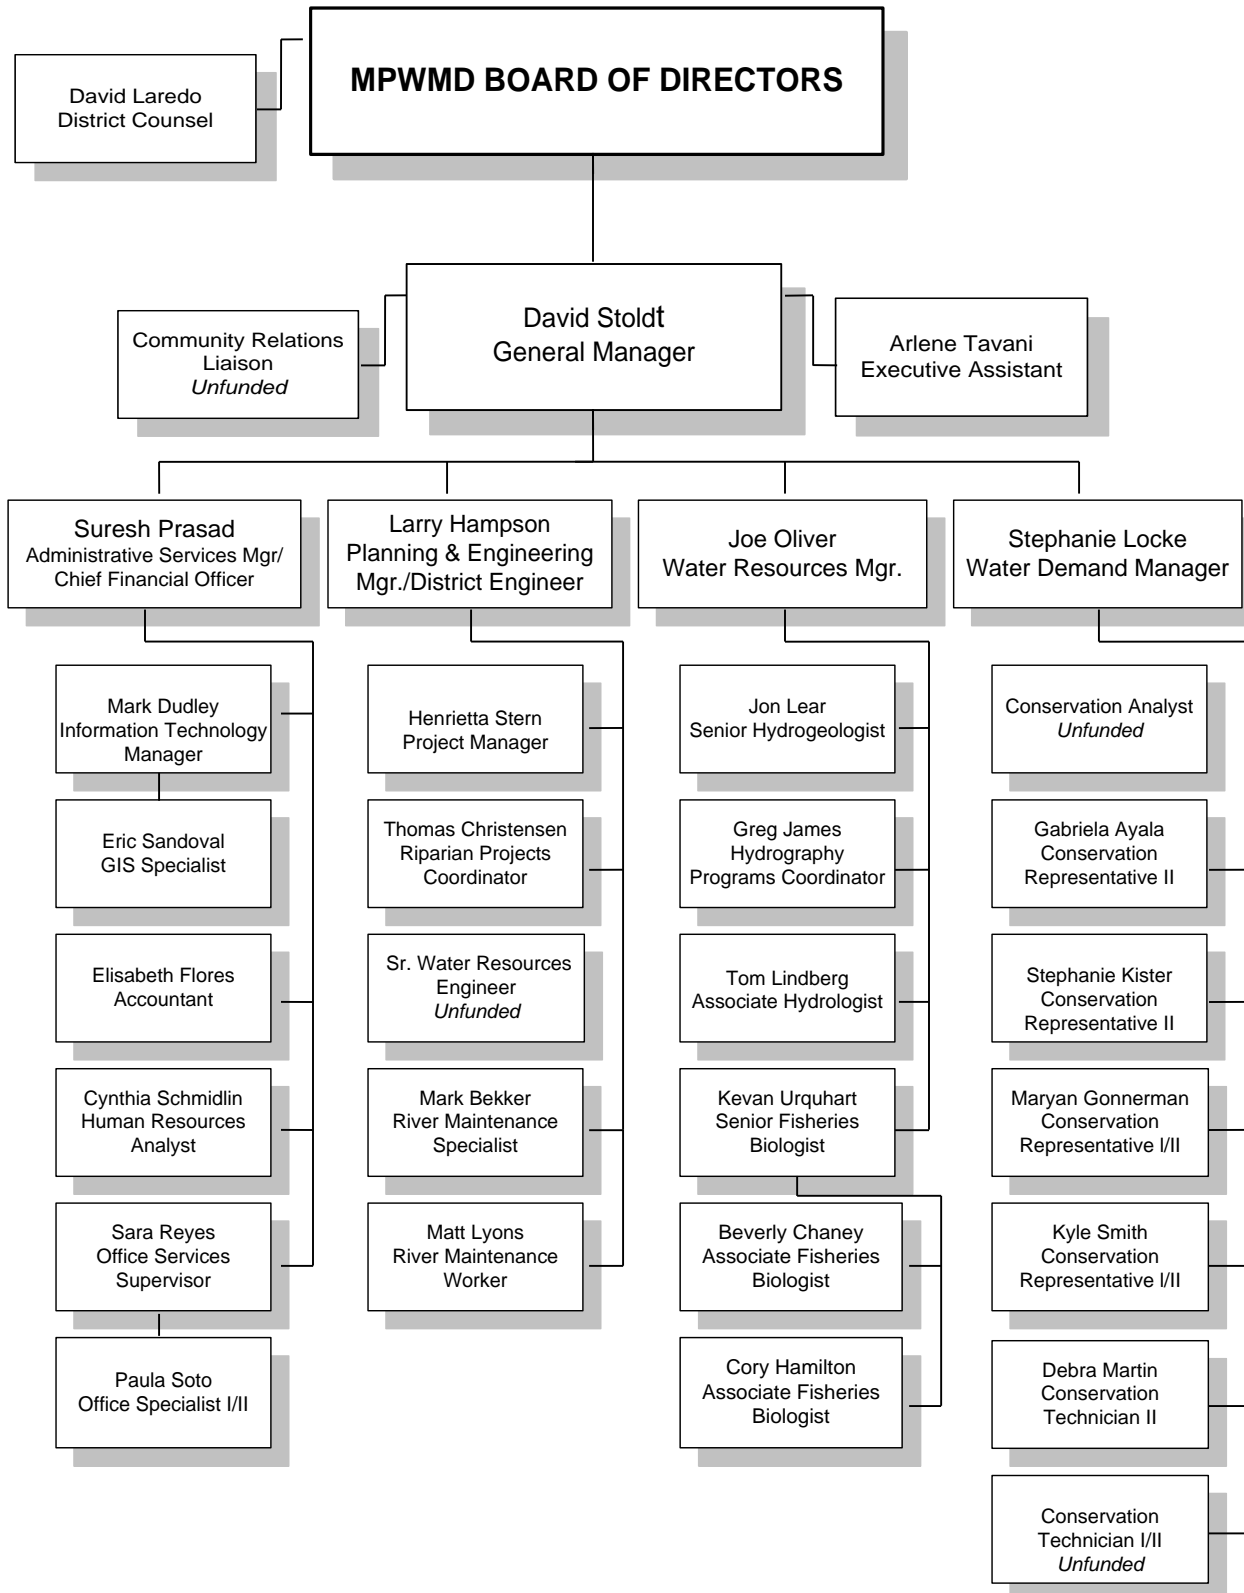 MPWMD BOARD OF DIRECTORS
David Laredo
District Counsel
David Stoldt
General Manager
Community Relations
Liaison
Unfunded
Arlene Tavani
Executive Assistant
Suresh Prasad
Administrative Services Mgr/
Chief Financial Officer
Larry Hampson
Planning & Engineering
Mgr./District Engineer
Joe Oliver
Water Resources Mgr.
Stephanie Locke
Water Demand Manager
Mark Dudley
Information Technology
Manager
Eric Sandoval
GIS Specialist
Elisabeth Flores
Accountant
Cynthia Schmidlin
Human Resources
Analyst
Sara Reyes
Office Services
Supervisor
Paula Soto
Office Specialist I/II
Henrietta Stern
Project Manager
Thomas Christensen
Riparian Projects
Coordinator
Sr. Water Resources
Engineer
Unfunded
Mark Bekker
River Maintenance
Specialist
Matt Lyons
River Maintenance
Worker
Jon Lear
Senior Hydrogeologist
Greg James
Hydrography
Programs Coordinator
Tom Lindberg
Associate Hydrologist
Kevan Urquhart
Senior Fisheries
Biologist
Beverly Chaney
Associate Fisheries
Biologist
Cory Hamilton
Associate Fisheries
Biologist
Conservation Analyst
Unfunded
Gabriela Ayala
Conservation
Representative II
Stephanie Kister
Conservation
Representative II
Maryan Gonnerman
Conservation
Representative I/II
Kyle Smith
Conservation
Representative I/II
Debra Martin
Conservation
Technician II
Conservation
Technician I/II
Unfunded